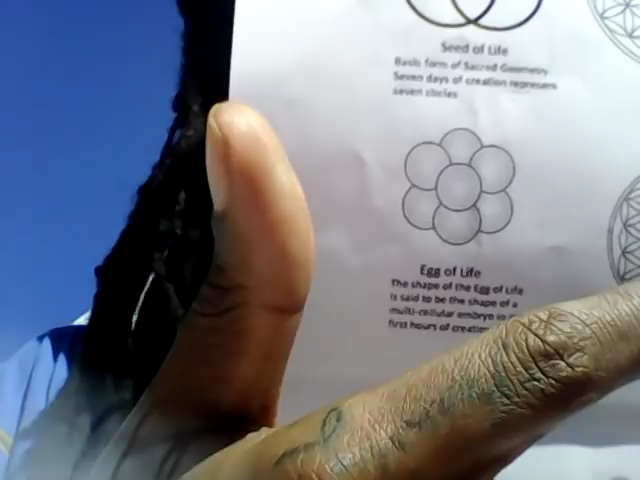 Seed of Life
Basic form of Sacred Geometry
Seven days of creation represers
seven circles
Egg of Life
The shape of the Egg of Life
is said to be the shape of a
multi-cellular embryo in
first hours of creation